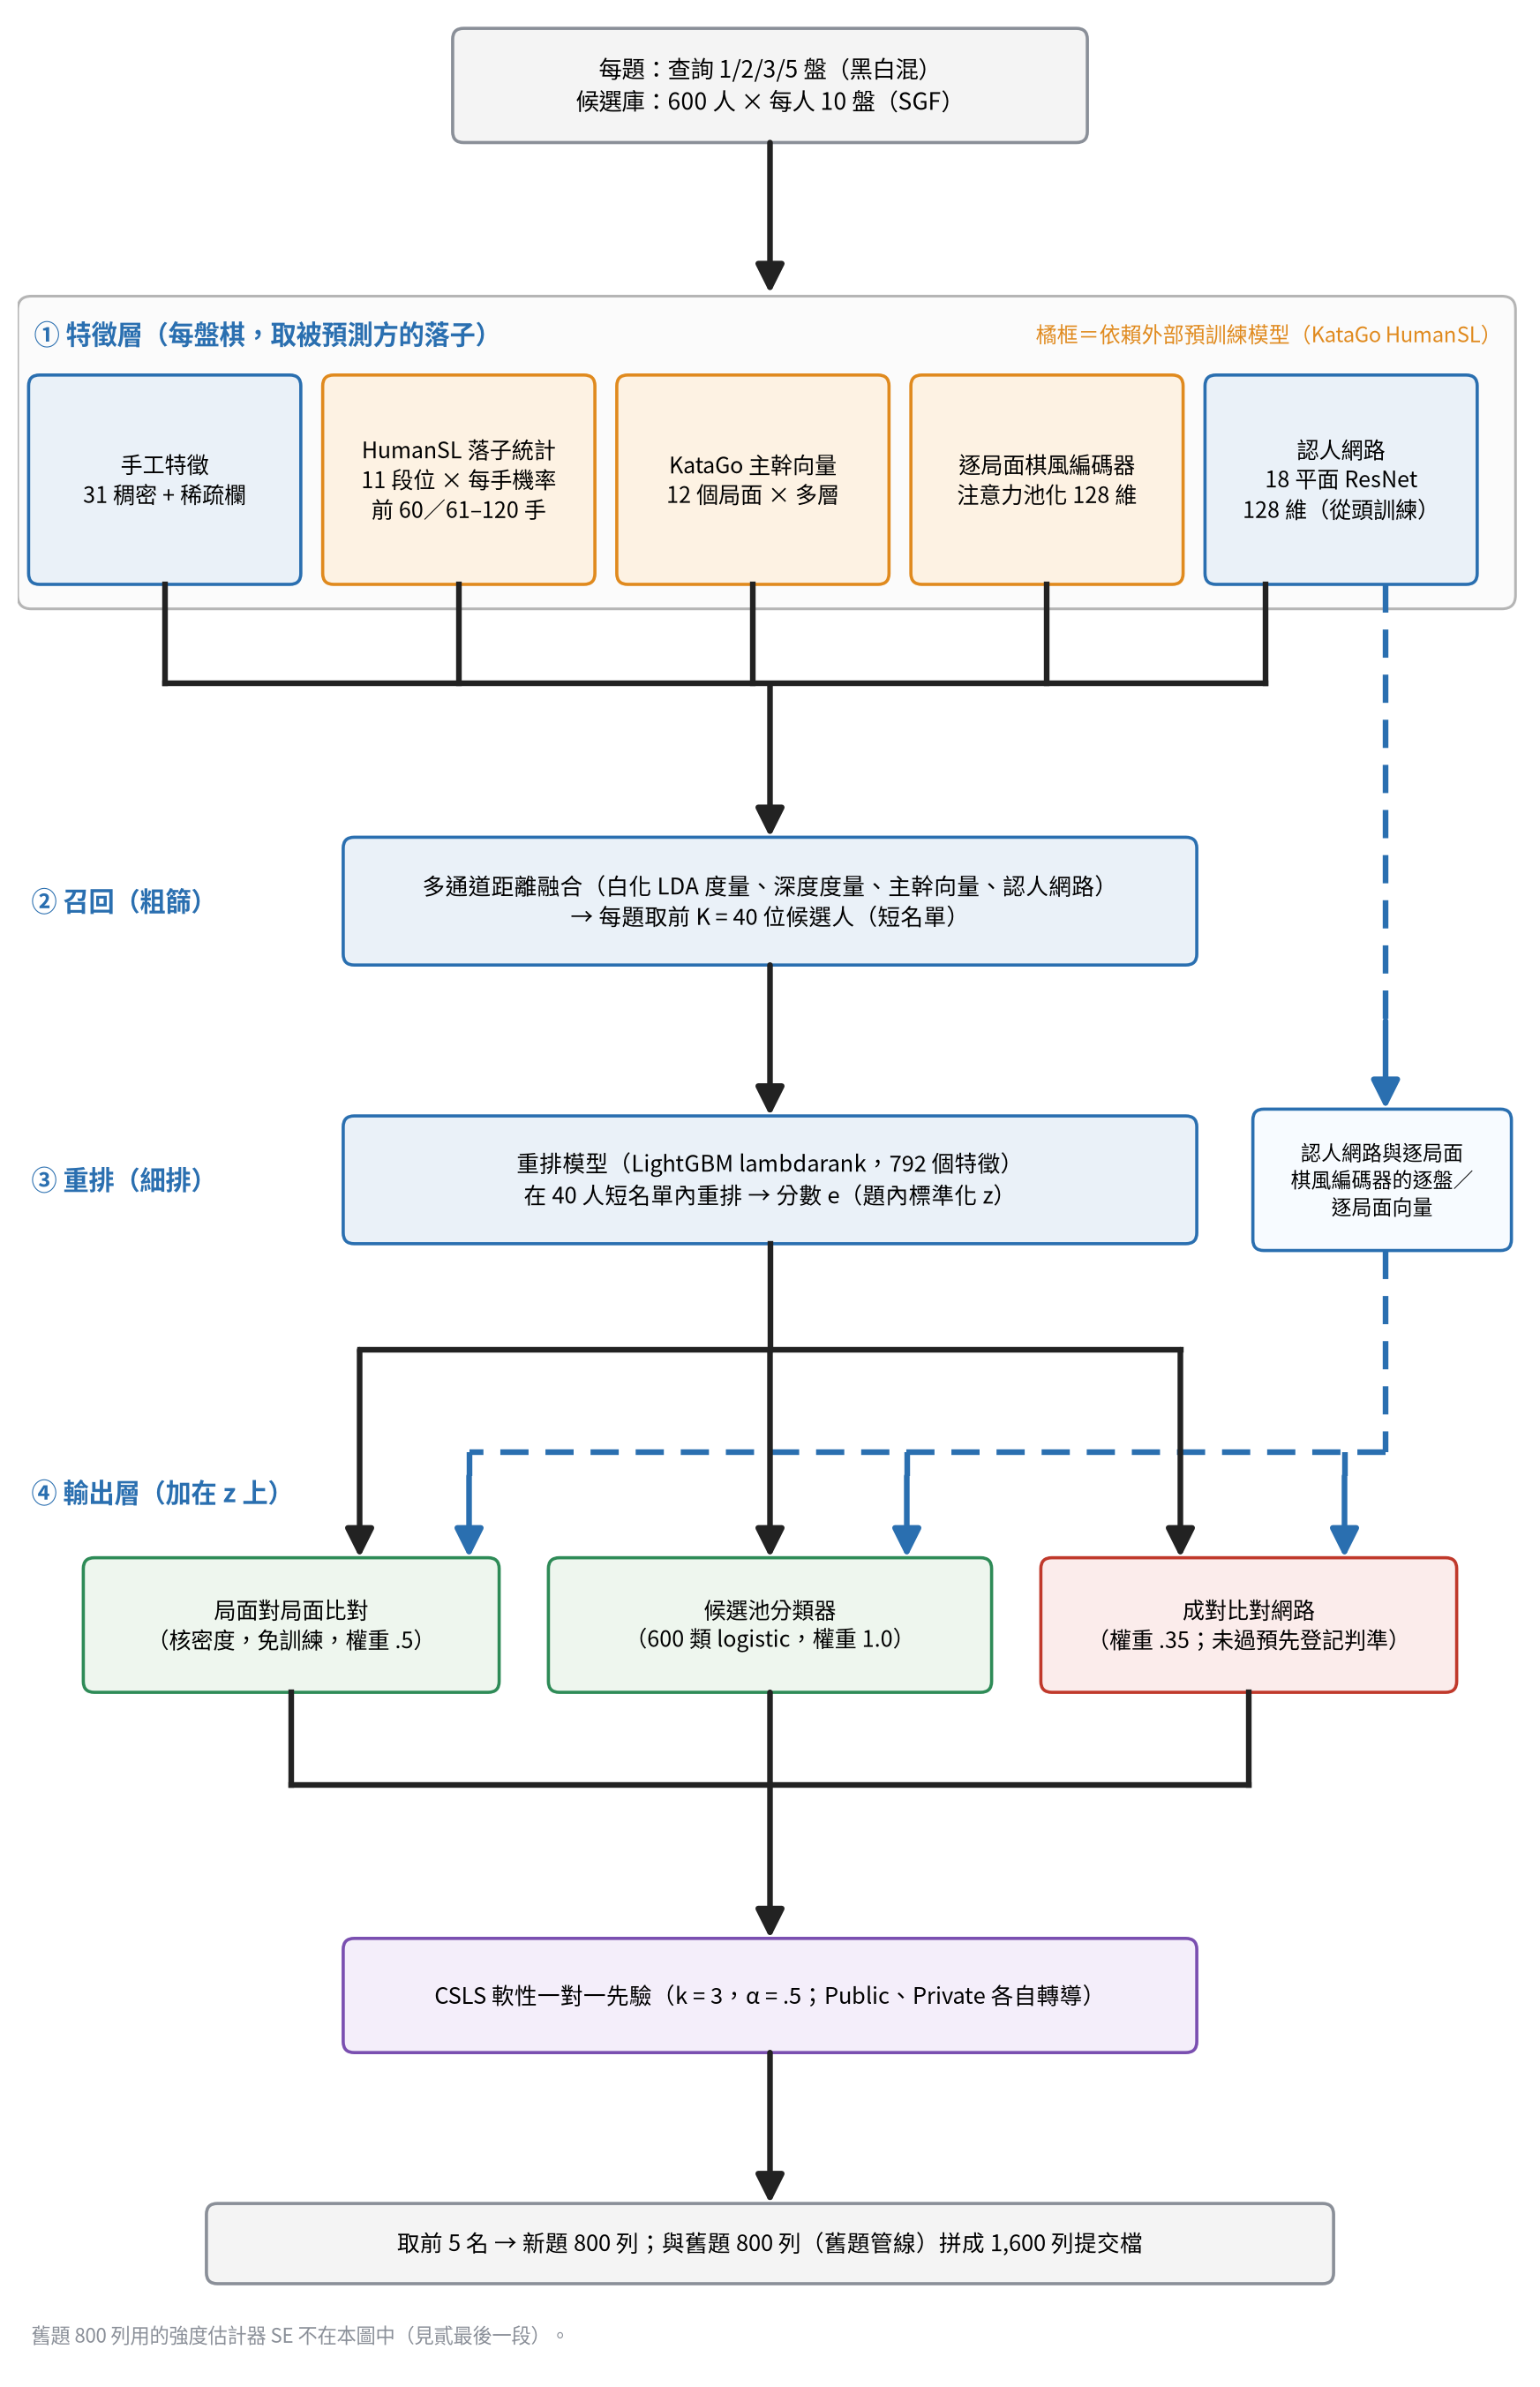 每題：查詢 1/2/3/5 盤（黑白混）
候選庫：600 人 × 每人 10 盤（SGF）
① 特徵層（每盤棋，取被預測方的落子）
橘框＝依賴外部預訓練模型（KataGo HumanSL）
手工特徵
31 稠密 + 稀疏欄
HumanSL 落子統計
11 段位 × 每手機率
前 60／61–120 手
KataGo 主幹向量
12 個局面 × 多層
逐局面棋風編碼器
注意力池化 128 維
認人網路
18 平面 ResNet
128 維（從頭訓練）
② 召回（粗篩）
多通道距離融合（白化 LDA 度量、深度度量、主幹向量、認人網路）
→ 每題取前 K = 40 位候選人（短名單）
③ 重排（細排）
重排模型（LightGBM lambdarank，792 個特徵）
在 40 人短名單內重排 → 分數 e（題內標準化 z）
認人網路與逐局面
棋風編碼器的逐盤／
逐局面向量
④ 輸出層（加在 z 上）
局面對局面比對
（核密度，免訓練，權重 .5）
候選池分類器
（600 類 logistic，權重 1.0）
成對比對網路
（權重 .35；未過預先登記判準）
CSLS 軟性一對一先驗（k = 3，α = .5；Public、Private 各自轉導）
取前 5 名 → 新題 800 列；與舊題 800 列（舊題管線）拼成 1,600 列提交檔
舊題 800 列用的強度估計器 SE 不在本圖中（見貳最後一段）。